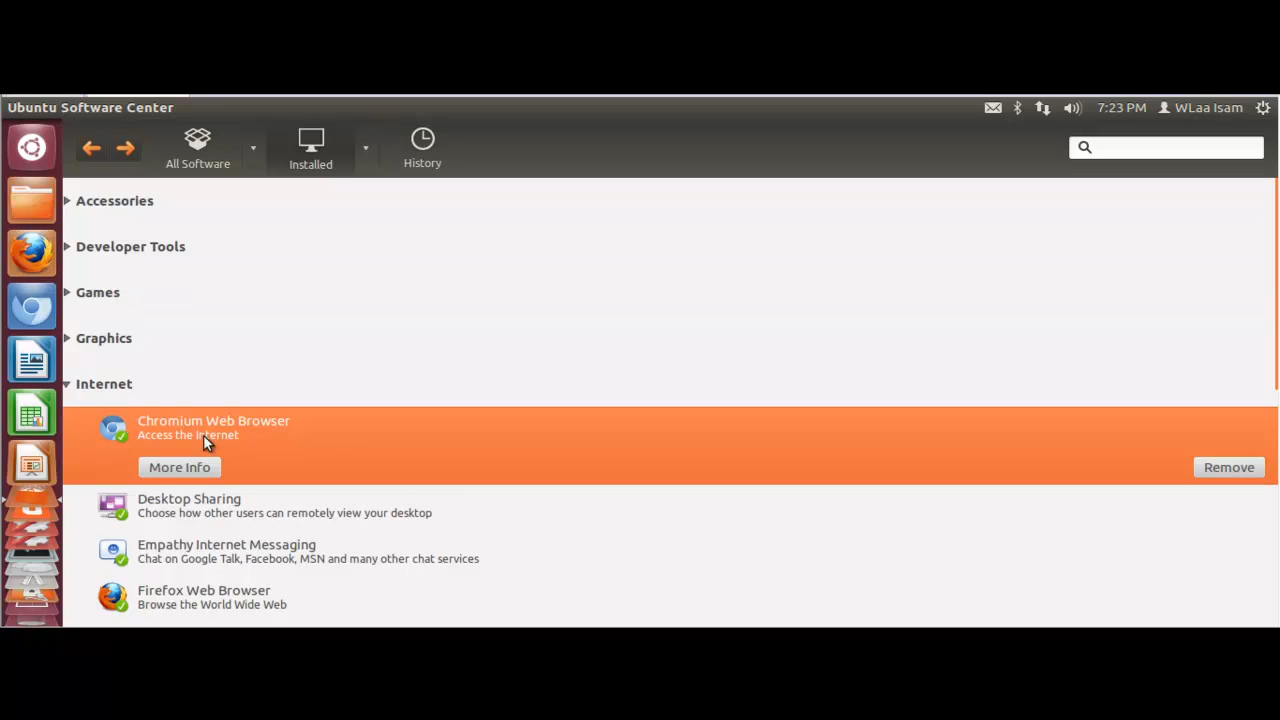 Ubuntu Software Center
7:23 PM WLaa Isam
All Software
Installed
History
Accessories
Developer Tools
Games
Graphics
Internet
Chromium Web Browser
Access the Internet
More Info
Remove
Desktop Sharing
Choose how other users can remotely view your desktop
Empathy Internet Messaging
Chat on Google Talk, Facebook, MSN and many other chat services
Firefox Web Browser
Browse the World Wide Web